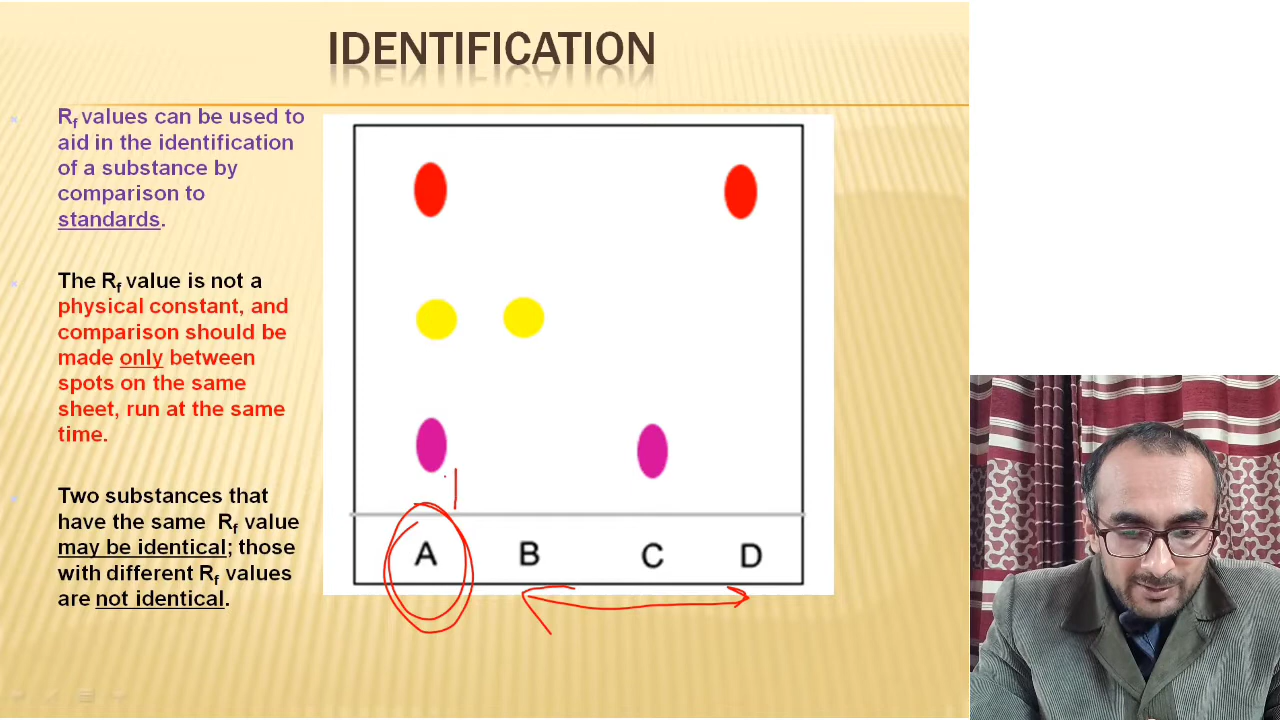 IDENTIFICATION
Rf values can be used to
aid in the identification
of a substance by
comparison to
standards.
The Rf value is not a
physical constant, and
comparison should be
made only between
spots on the same
sheet, run at the same
time.
Two substances that
have the same Rf value
may be identical; those
with different Rf values
are not identical.
A B C D